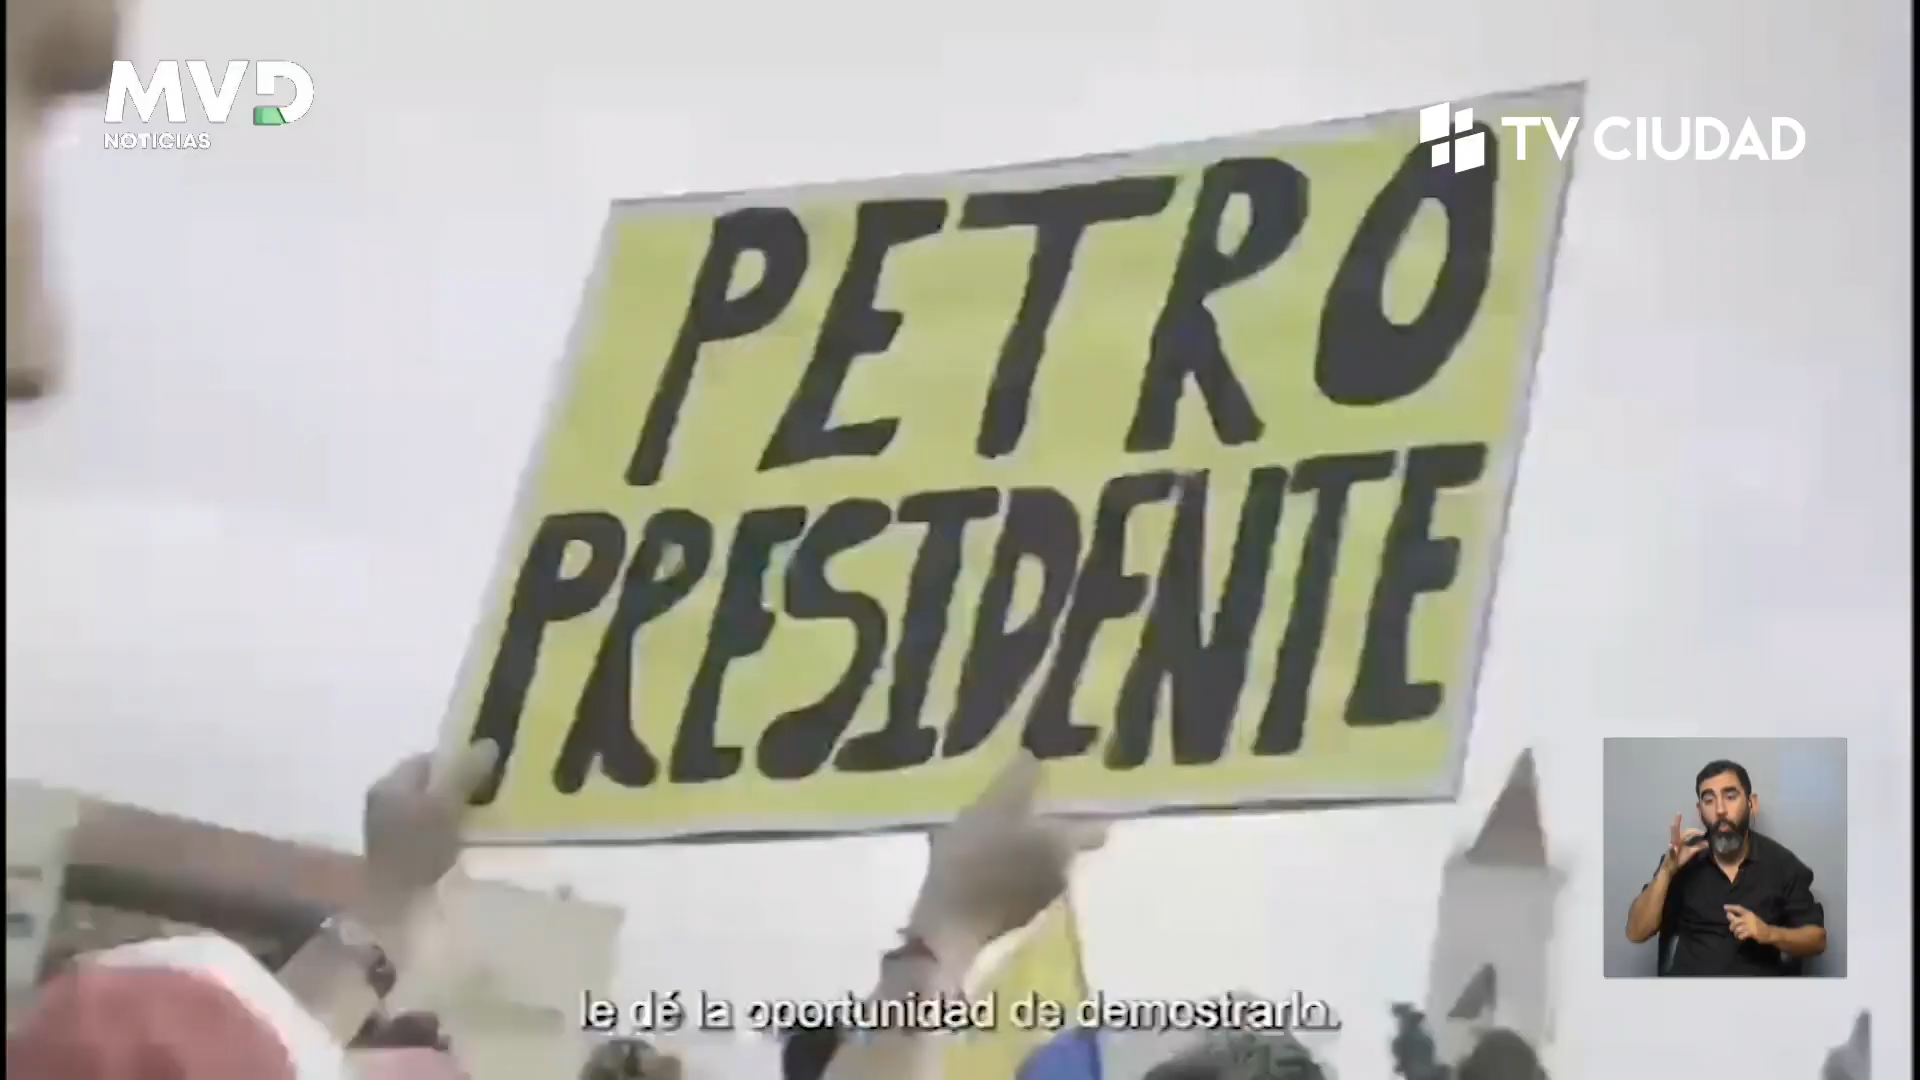 MVD
NOTICIAS
TV CIUDAD
PETRO
PRESIDENTE
le dé la oportunidad de demostrarlo.